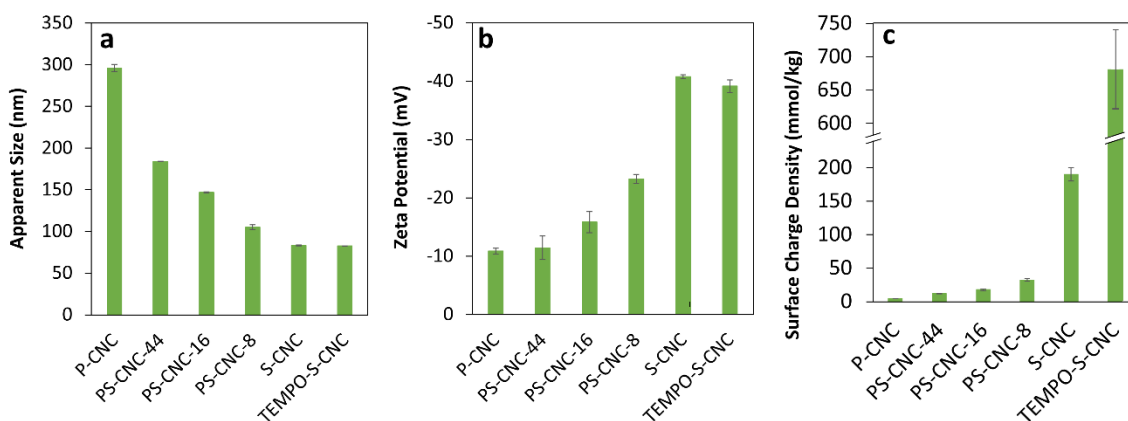 a
Apparent Size (nm)
350
300
250
200
150
100
50
0
P-CNC
PS-CNC-44
PS-CNC-16
PS-CNC-8
S-CNC
TEMPO-S-CNC
b
Zeta Potential (mV)
-50
-40
-30
-20
-10
0
P-CNC
PS-CNC-44
PS-CNC-16
PS-CNC-8
S-CNC
TEMPO-S-CNC
c
Surface Charge Density (mmol/kg)
750
700
650
600
200
150
100
50
0
P-CNC
PS-CNC-44
PS-CNC-16
PS-CNC-8
S-CNC
TEMPO-S-CNC